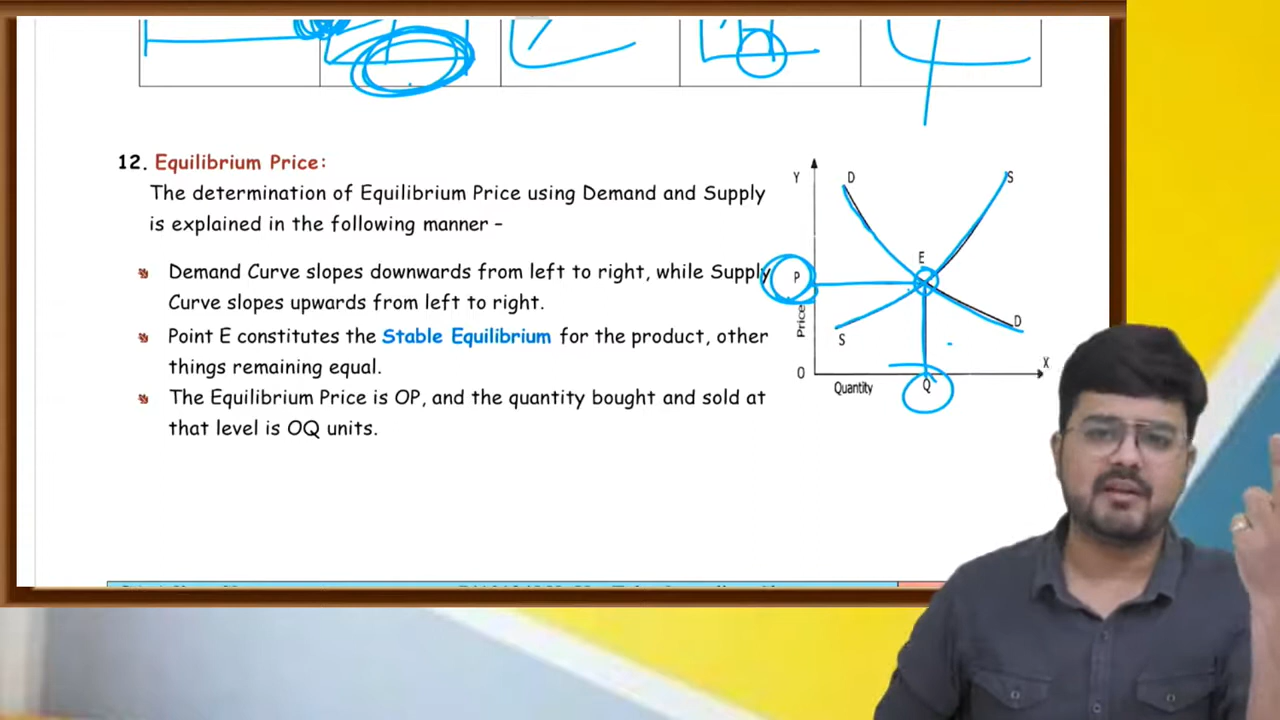 12. Equilibrium Price:
The determination of Equilibrium Price using Demand and Supply
is explained in the following manner –
Demand Curve slopes downwards from left to right, while Supply
Curve slopes upwards from left to right.
Point E constitutes the Stable Equilibrium for the product, other
things remaining equal.
The Equilibrium Price is OP, and the quantity bought and sold at
that level is OQ units.
Y
D
S
E
P
Price
S
D
O
X
Quantity
Q